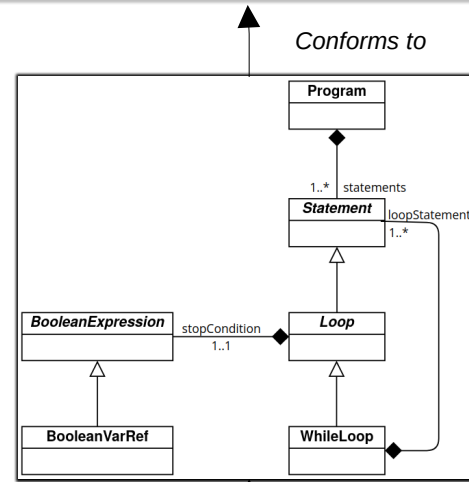 Conforms to
Program
1..* statements
Statement
loopStatement
1..*
BooleanExpression
stopCondition
1..1
Loop
BooleanVarRef
WhileLoop